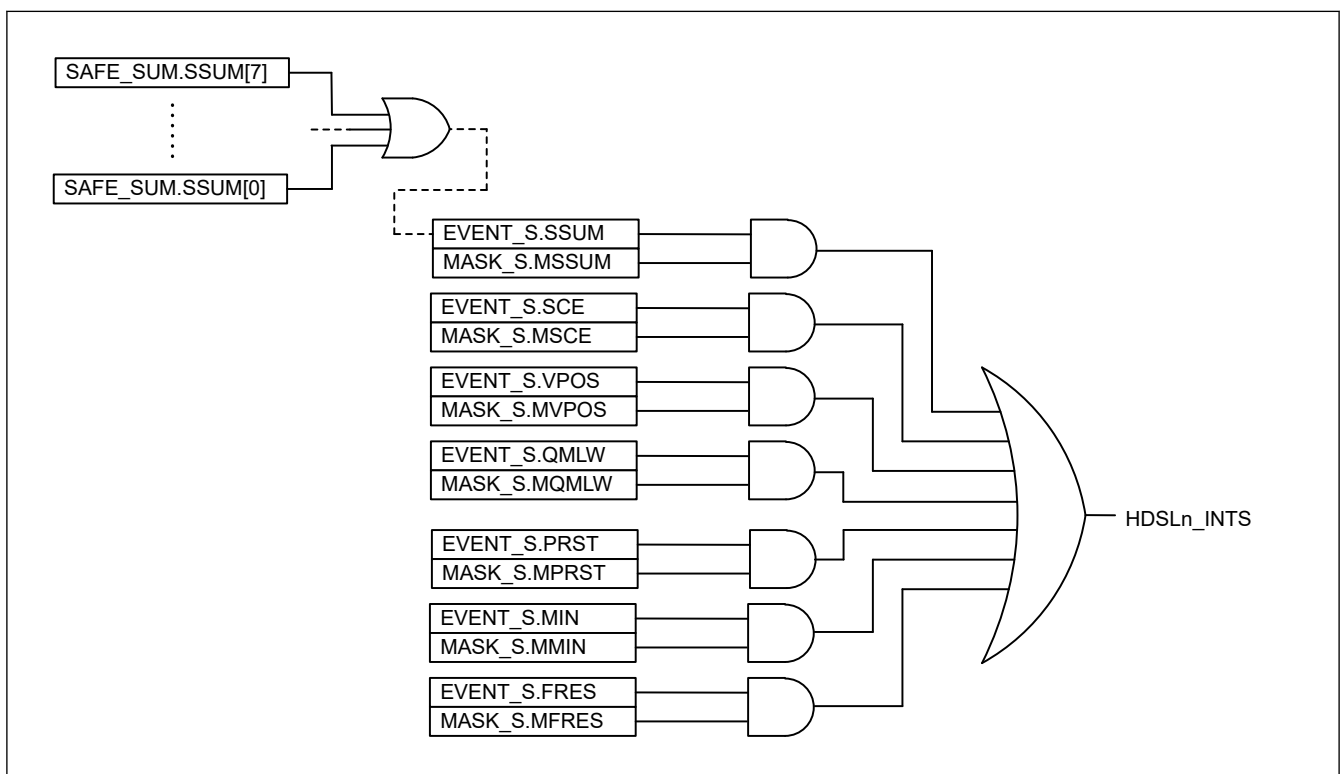 SAFE_SUM.SSUM[7]
SAFE_SUM.SSUM[0]
EVENT_S.SSUM
MASK_S.MSSUM
EVENT_S.SCE
MASK_S.MSCE
EVENT_S.VPOS
MASK_S.MVPOS
EVENT_S.QMLW
MASK_S.MQMLW
EVENT_S.PRST
MASK_S.MPRST
EVENT_S.MIN
MASK_S.MMIN
EVENT_S.FRES
MASK_S.MFRES
HDSLn_INTS